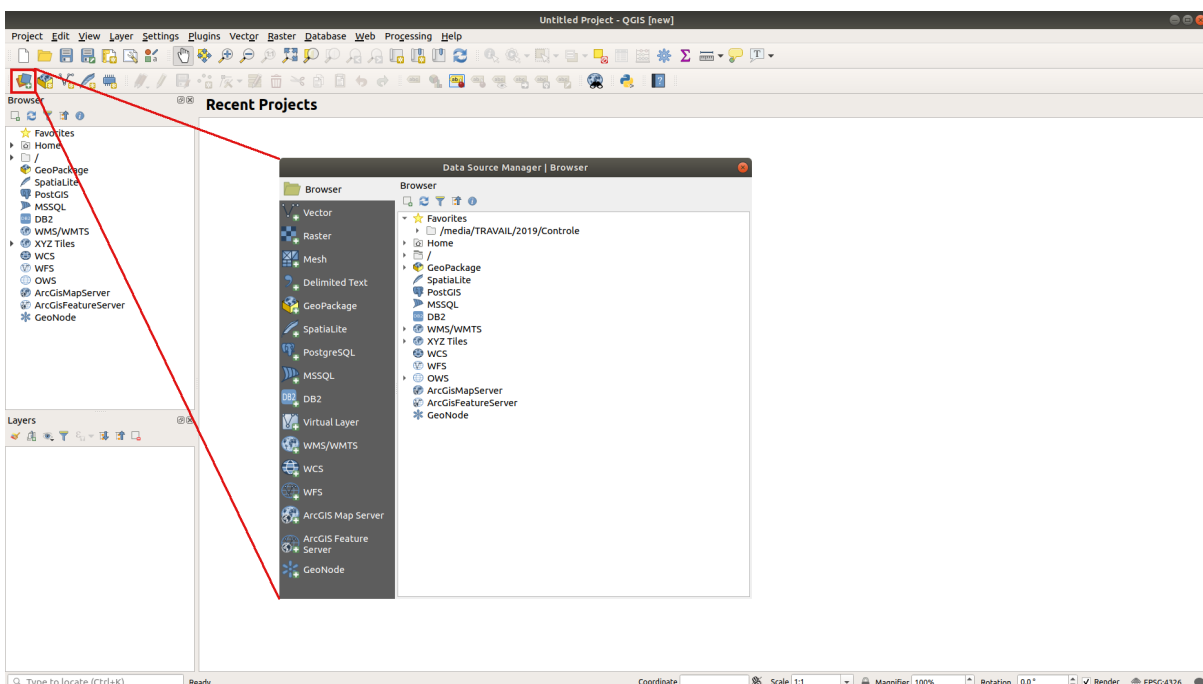 Untitled Project - QGIS [new]
Project Edit View Layer Settings Plugins Vector Raster Database Web Processing Help
Browser
Favorites
Home
/
GeoPackage
SpatiaLite
PostGIS
MSSQL
DB2
WMS/WMTS
XYZ Tiles
WCS
WFS
OWS
ArcGisMapServer
ArcGisFeatureServer
GeoNode
Layers
Recent Projects
Data Source Manager | Browser
Browser
Vector
Raster
Mesh
Delimited Text
GeoPackage
SpatiaLite
PostgreSQL
MSSQL
DB2
DB2
Virtual Layer
WMS/WMTS
WCS
WFS
ArcGIS Map Server
ArcGIS Feature
Server
GeoNode
Browser
Favorites
/media/TRAVAIL/2019/Controle
Home
/
GeoPackage
SpatiaLite
PostGIS
MSSQL
DB2
WMS/WMTS
XYZ Tiles
WCS
WFS
OWS
ArcGisMapServer
ArcGisFeatureServer
GeoNode
Type to locate (Ctrl+K) Ready Coordinate Scale 1:1 Magnifier 100% Rotation 0.0° Render EPSG:4326